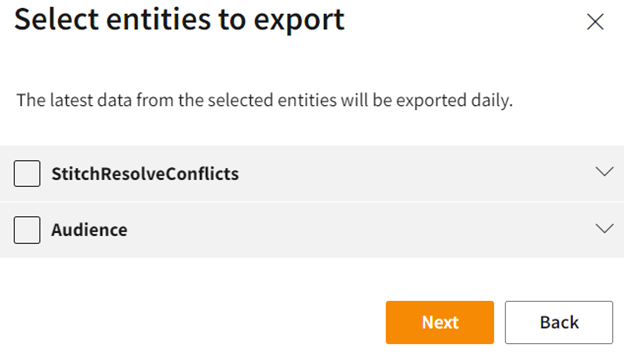 Select entities to export
The latest data from the selected entities will be exported daily.
StitchResolveConflicts
Audience
Next
Back